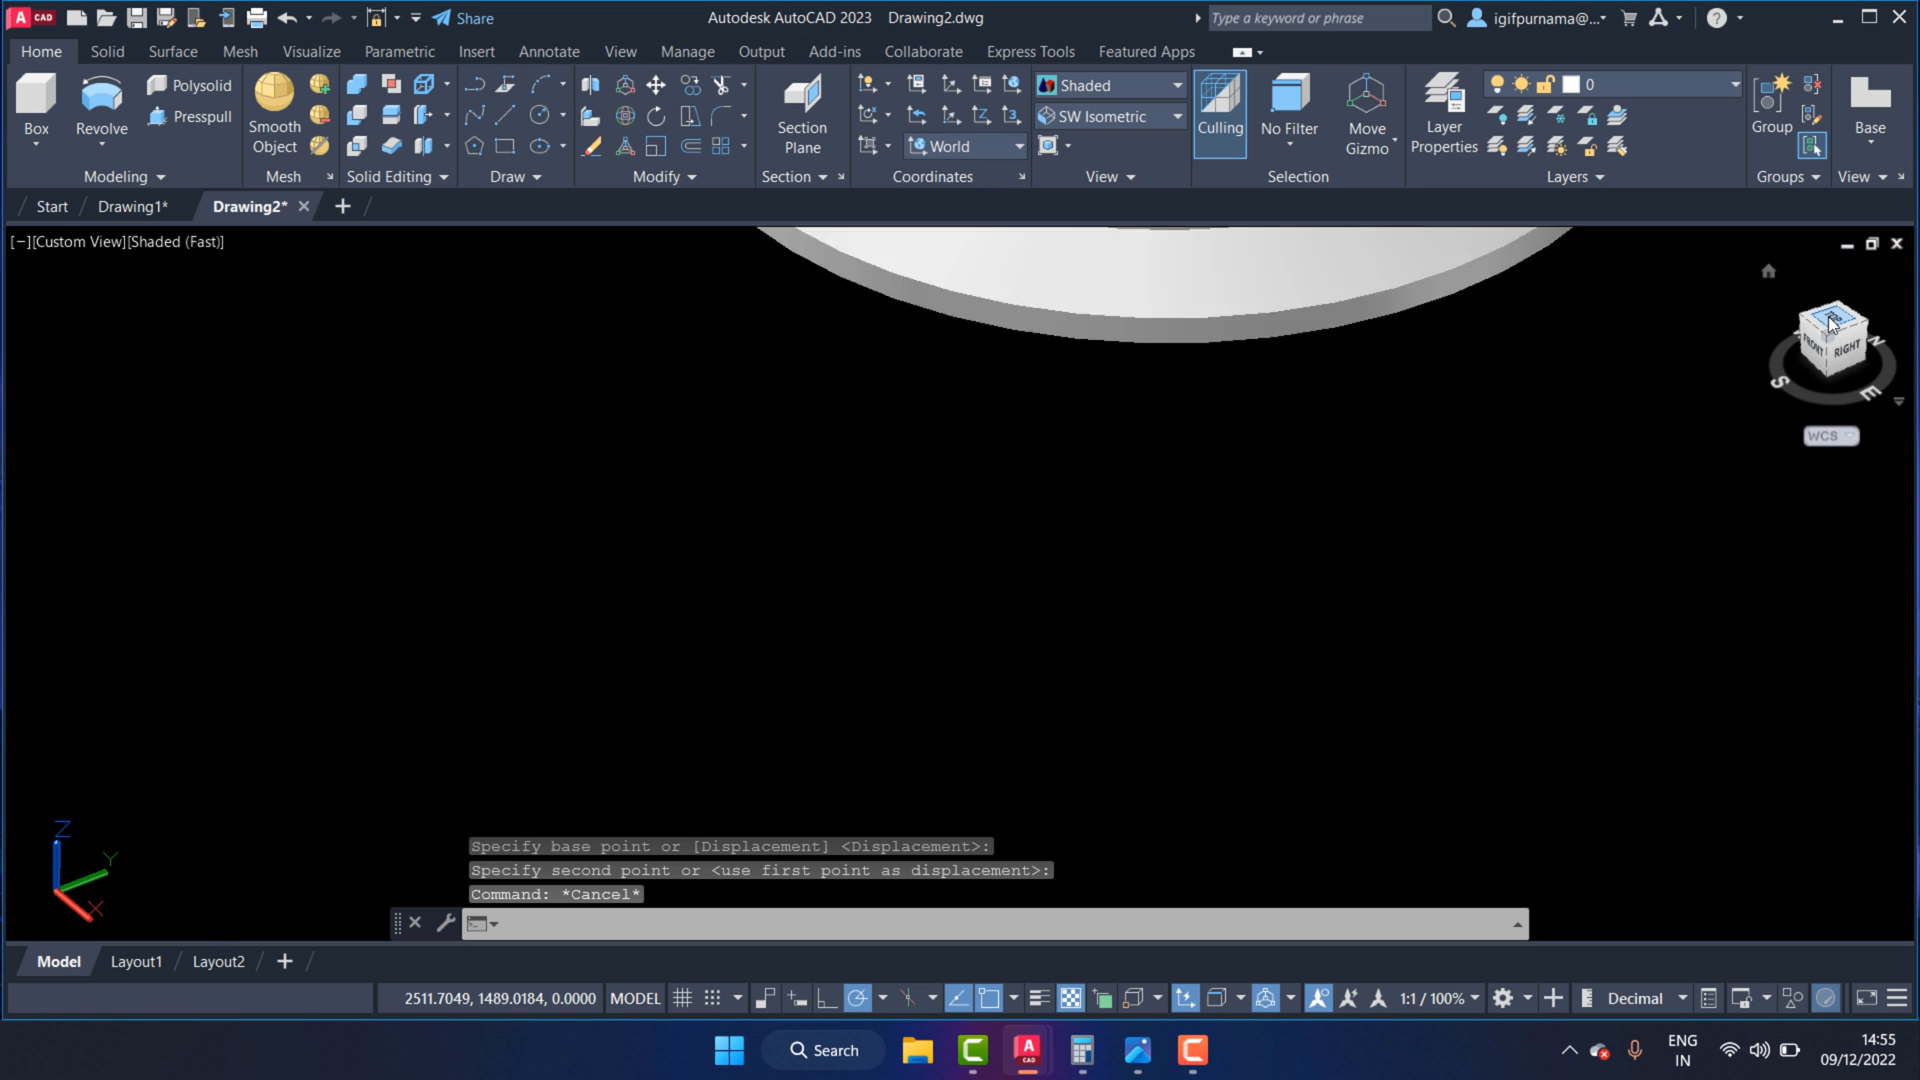 CAD
Share
Autodesk AutoCAD 2023 Drawing2.dwg
Type a keyword or phrase
igifpurnama@...
Home Solid Surface Mesh Visualize Parametric Insert Annotate View Manage Output Add-ins Collaborate Express Tools Featured Apps
Box
Revolve
Polysolid
Presspull
Smooth Object
Section Plane
World
Shaded
SW Isometric
Culling
No Filter
Move Gizmo
Layer Properties
0
Group
Base
Modeling Mesh Solid Editing Draw Modify Section Coordinates View Selection Layers Groups View
Start Drawing1* Drawing2*
[−][Custom View][Shaded (Fast)]
FRONT RIGHT
N
S
E
WCS
Z
Y
X
Specify base point or [Displacement] <Displacement>:
Specify second point or <use first point as displacement>:
Command: *Cancel*
Model Layout1 Layout2
2511.7049, 1489.0184, 0.0000 MODEL 1:1 / 100% Decimal
Search
ENG
IN
14:55
09/12/2022